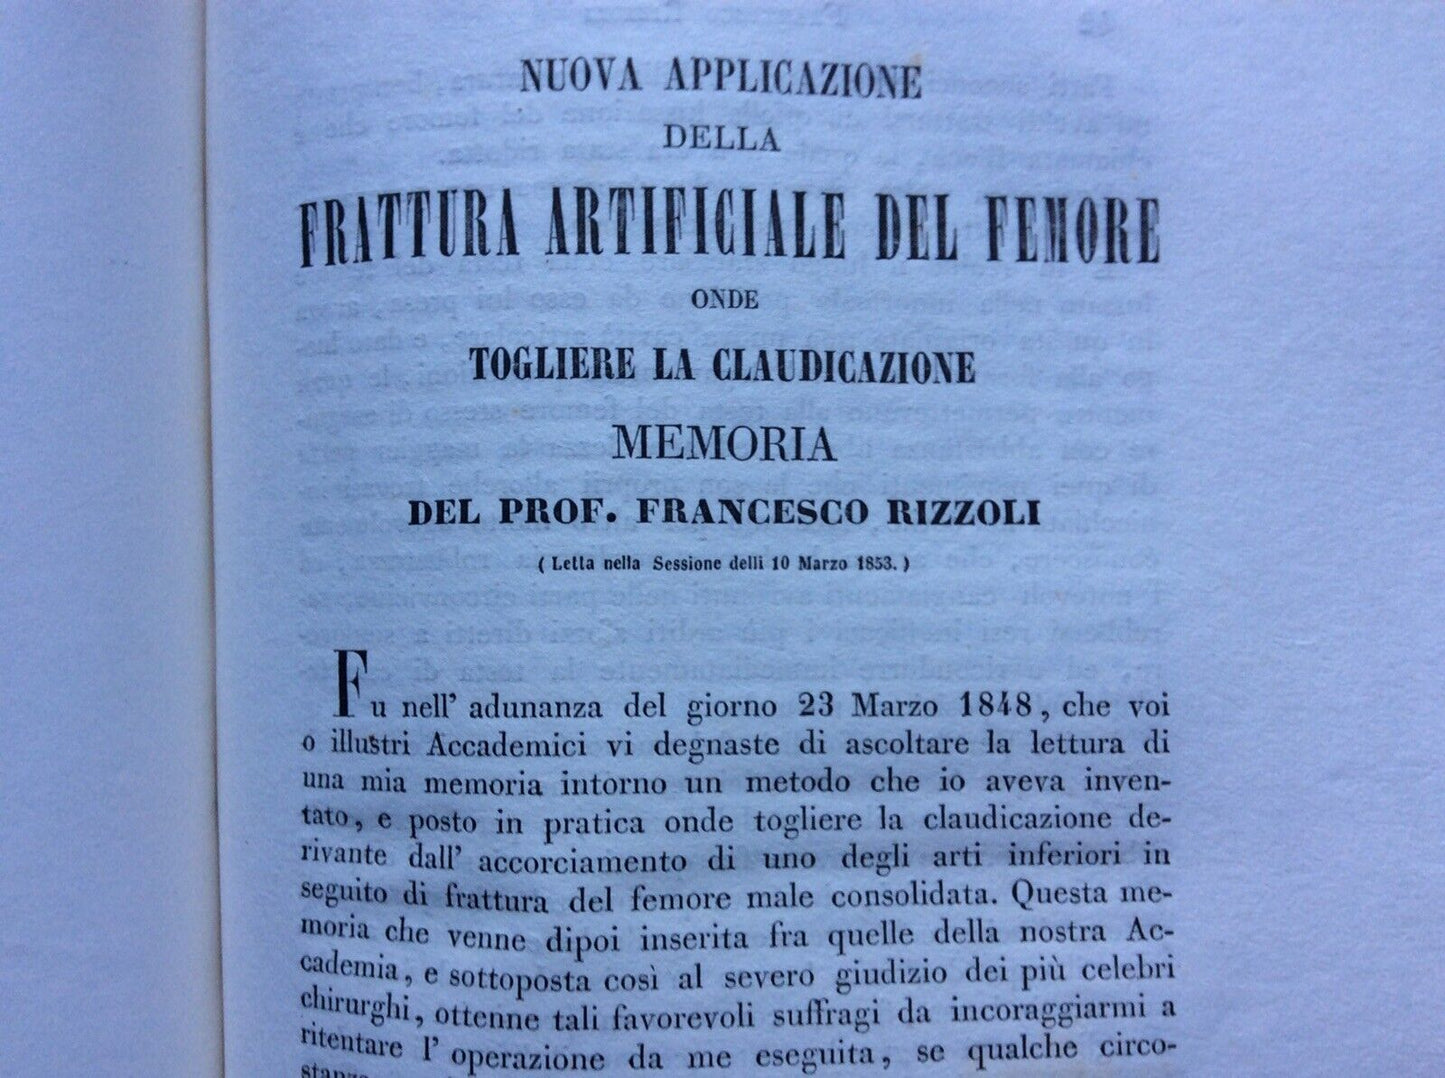 NUOVA APPLICAZIONE
DELLA
FRATTURA ARTIFICIALE DEL FEMORE
ONDE
TOGLIERE LA CLAUDICAZIONE
MEMORIA
DEL PROF. FRANCESCO RIZZOLI
( Letta nella Sessione delli 10 Marzo 1853. )
Fu nell' adunanza del giorno 23 Marzo 1848, che voi
o illustri Accademici vi degnaste di ascoltare la lettura di
una mia memoria intorno un metodo che io aveva inven-
tato, e posto in pratica onde togliere la claudicazione de-
rivante dall' accorciamento di uno degli arti inferiori in
seguito di frattura del femore male consolidata. Questa me-
moria che venne dipoi inserita fra quelle della nostra Ac-
cademia, e sottoposta così al severo giudizio dei più celebri
chirurghi, ottenne tali favorevoli suffragi da incoraggiarmi a
ritentare l' operazione da me eseguita, se qualche circo-